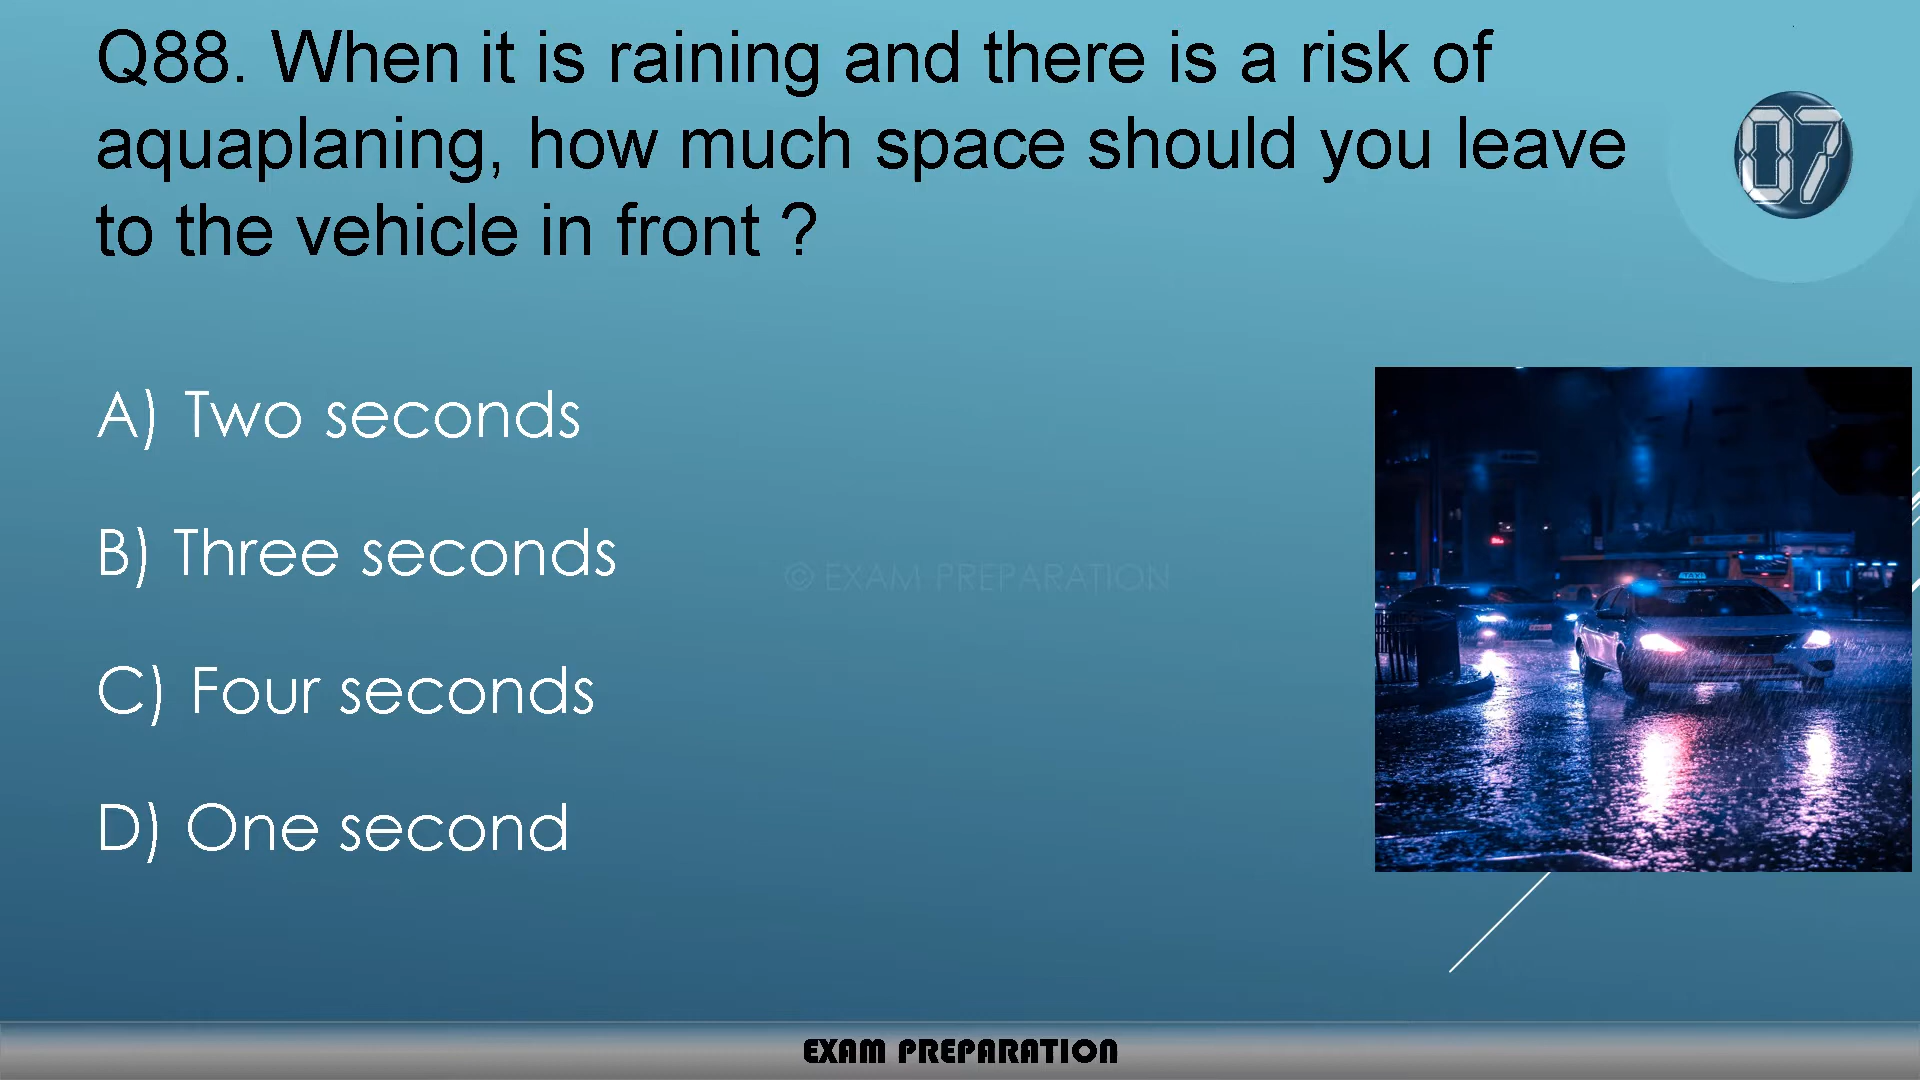 Q88. When it is raining and there is a risk of
aquaplaning, how much space should you leave
to the vehicle in front ?
07
A) Two seconds
B) Three seconds
© EXAM PREPARATION
C) Four seconds
D) One second
TAXI
EXAM PREPARATION